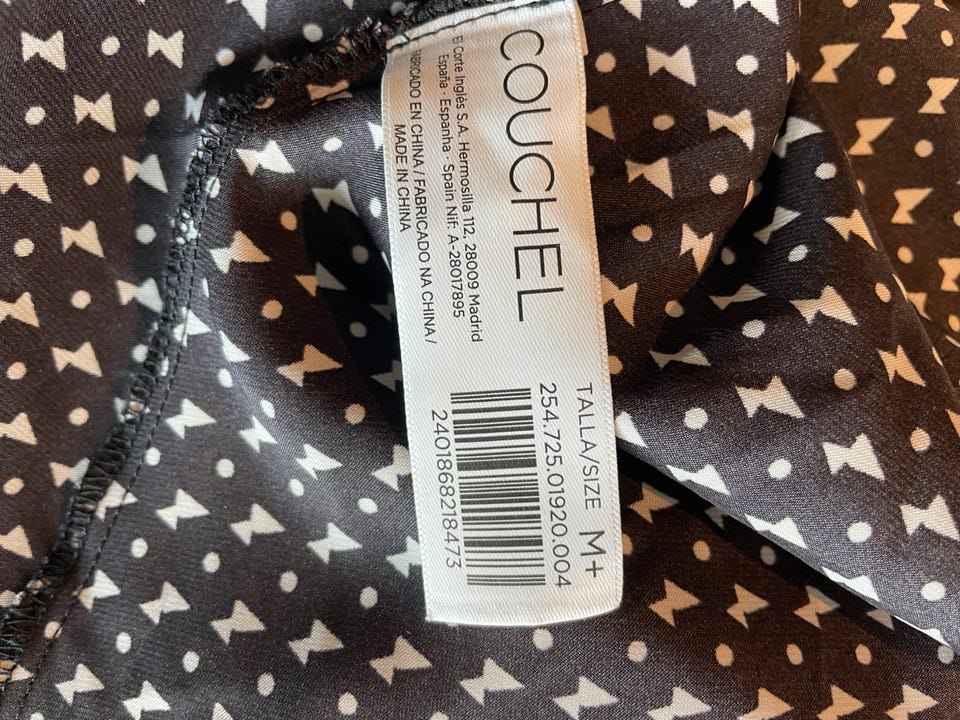 COUCHEL
El Corte Inglés S.A. Hermosilla 112, 28009 Madrid
España · Espanha · Spain Nif: A-28017895
FABRICADO EN CHINA / FABRICADO NA CHINA /
MADE IN CHINA
TALLA/SIZE M+
254.725.01920.004
2401868218473